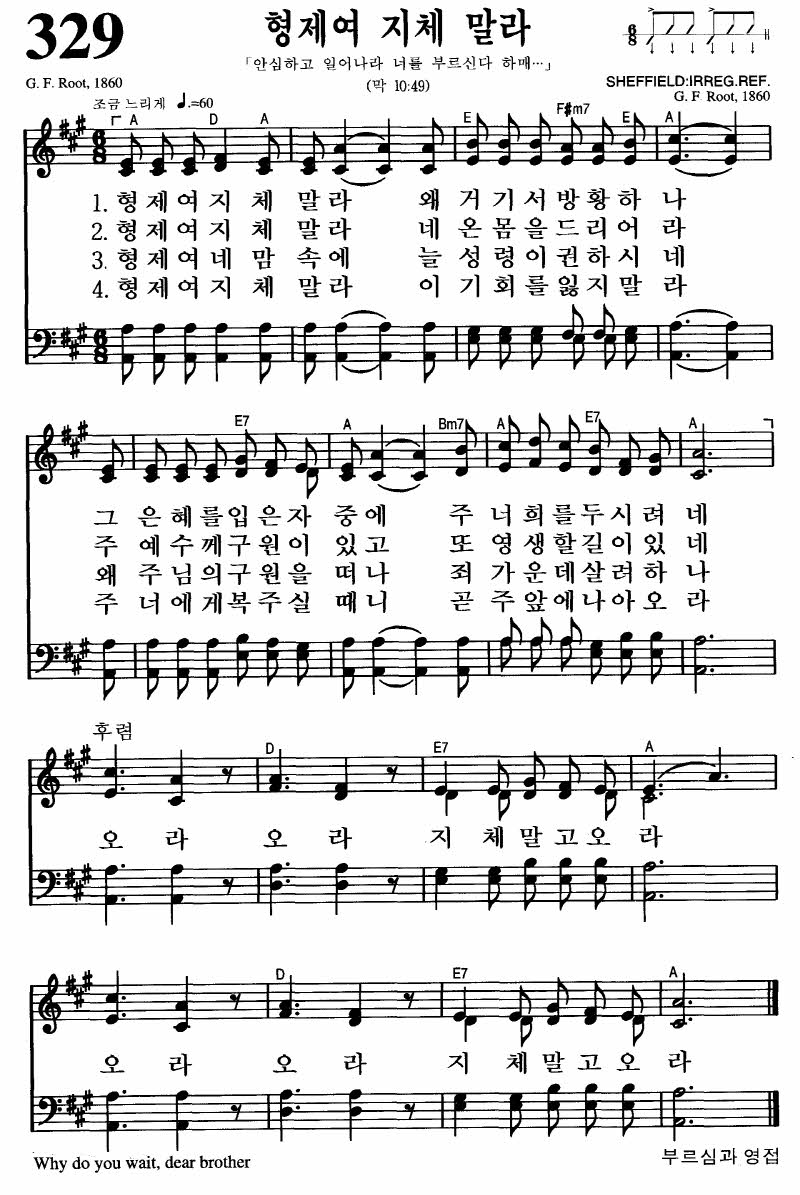 329
형제여 지체 말라
「안심하고 일어나라 너를 부르신다 하매…」
(막 10:49)
G. F. Root, 1860
SHEFFIELD:IRREG.REF.
G. F. Root, 1860
조금 느리게 ♩.=60
A D A E F#m7 E A
1. 형제여지체 말라 왜 거기서방황하나
2. 형제여지체 말라 네 온몸을드리어라
3. 형제여네맘 속에 늘 성령이권하시네
4. 형제여지체 말라 이 기회를잃지말라
E7 A Bm7 A E7 A
그 은혜를입은자 중에 주 너희를두시려네
주 예수께구원이 있고 또 영생할길이있네
왜 주님의구원을 떠나 죄 가운데살려하나
주 너에게복주실 때니 곧 주앞에나아오라
후렴
D E7 A
오 라 오 라 지 체말고오 라
D E7 A
오 라 오 라 지 체말고오 라
Why do you wait, dear brother
부르심과 영접